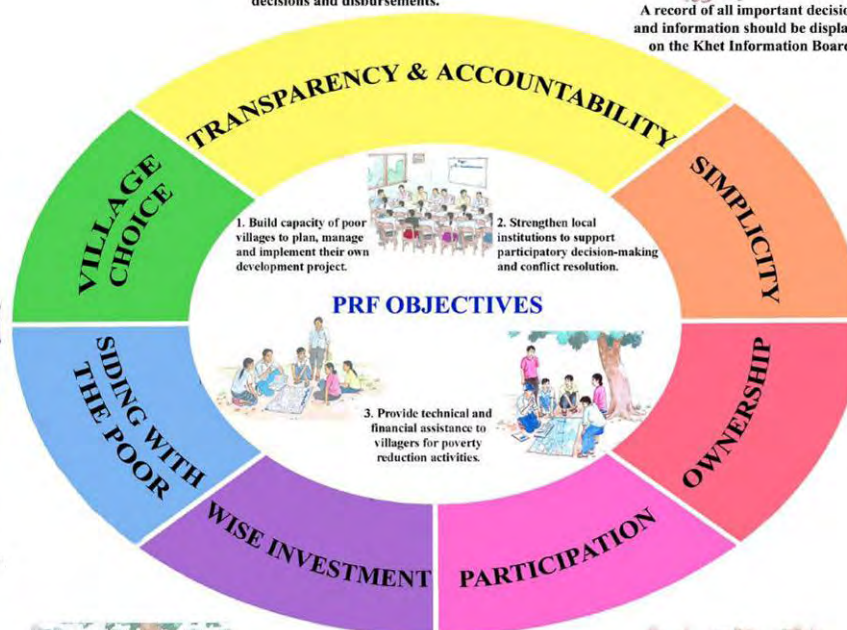 decisions and disbursements.
A record of all important decisio
and information should be displa
on the Khet Information Board
TRANSPARENCY & ACCOUNTABILITY
VILLAGE
CHOICE
SIMPLICITY
1. Build capacity of poor
villages to plan, manage
and implement their own
development project.
2. Strengthen local
institutions to support
participatory decision-making
and conflict resolution.
PRF OBJECTIVES
SIDING WITH
THE POOR
OWNERSHIP
3. Provide technical and
financial assistance to
villagers for poverty
reduction activities.
WISE INVESTMENT
PARTICIPATION